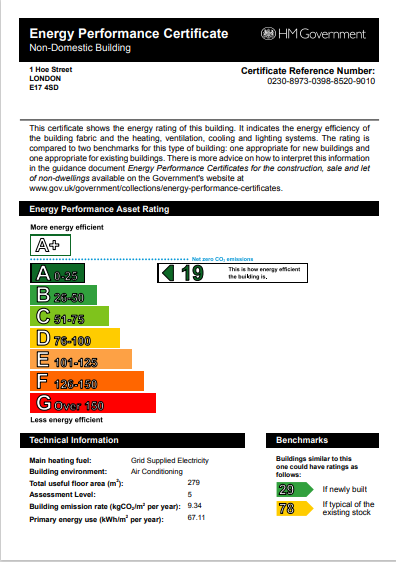 Energy Performance Certificate
Non-Domestic Building
HM Government
1 Hoe Street
LONDON
E17 4SD
Certificate Reference Number:
0230-8973-0398-8520-9010
This certificate shows the energy rating of this building. It indicates the energy efficiency of
the building fabric and the heating, ventilation, cooling and lighting systems. The rating is
compared to two benchmarks for this type of building: one appropriate for new buildings and
one appropriate for existing buildings. There is more advice on how to interpret this information
in the guidance document Energy Performance Certificates for the construction, sale and let
of non-dwellings available on the Government's website at
www.gov.uk/government/collections/energy-performance-certificates.
Energy Performance Asset Rating
More energy efficient
A+
Net zero CO₂ emissions
A 0-25
19
This is how energy efficient
the building is.
B 26-50
C 51-75
D 76-100
E 101-125
F 126-150
G Over 150
Less energy efficient
Technical Information
Main heating fuel: Grid Supplied Electricity
Building environment: Air Conditioning
Total useful floor area (m²): 279
Assessment Level: 5
Building emission rate (kgCO₂/m² per year): 9.34
Primary energy use (kWh/m² per year): 67.11
Benchmarks
Buildings similar to this
one could have ratings as
follows:
29 If newly built
78 If typical of the
existing stock